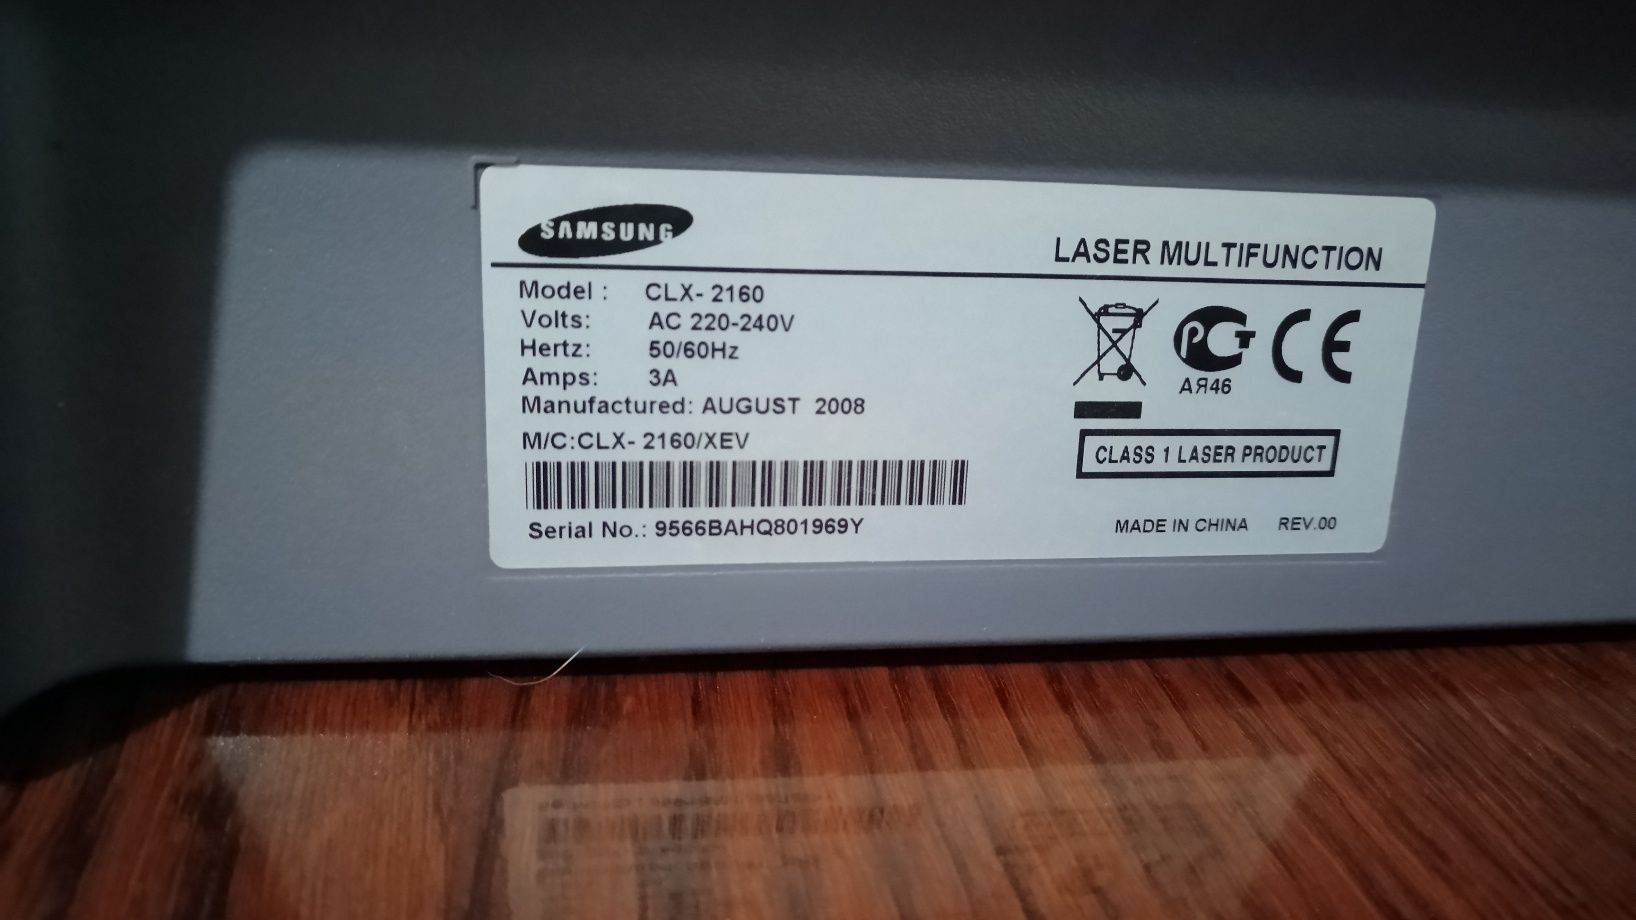 SAMSUNG
LASER MULTIFUNCTION
Model : CLX- 2160
Volts: AC 220-240V
Hertz: 50/60Hz
Amps: 3A
Manufactured: AUGUST 2008
M/C:CLX- 2160/XEV
Serial No.: 9566BAHQ801969Y
РСТ
АЯ46
CE
CLASS 1 LASER PRODUCT
MADE IN CHINA REV.00